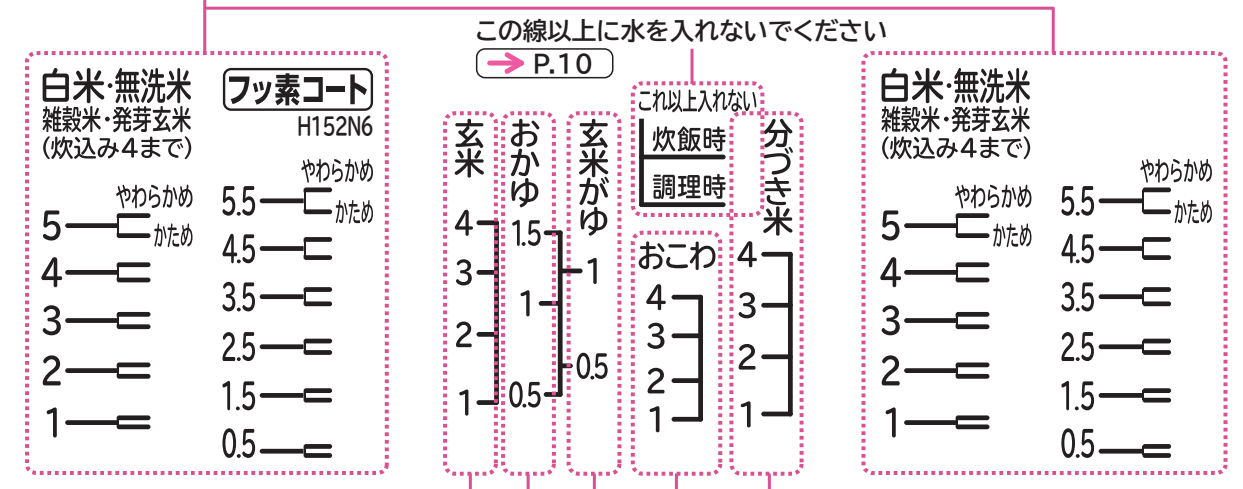 この線以上に水を入れないでください
→ P.10
白米・無洗米
雑穀米・発芽玄米
(炊込み4まで)
フッ素コート
H152N6
やわらかめ
5
かため
4
3
2
1
やわらかめ
5.5
かため
4.5
3.5
2.5
1.5
0.5
玄米
4
3
2
1
おかゆ
1.5
1
0.5
玄米がゆ
1
0.5
これ以上入れない
炊飯時
調理時
おこわ
4
3
2
1
分づき米
4
3
2
1
白米・無洗米
雑穀米・発芽玄米
(炊込み4まで)
やわらかめ
5
かため
4
3
2
1
やわらかめ
5.5
かため
4.5
3.5
2.5
1.5
0.5